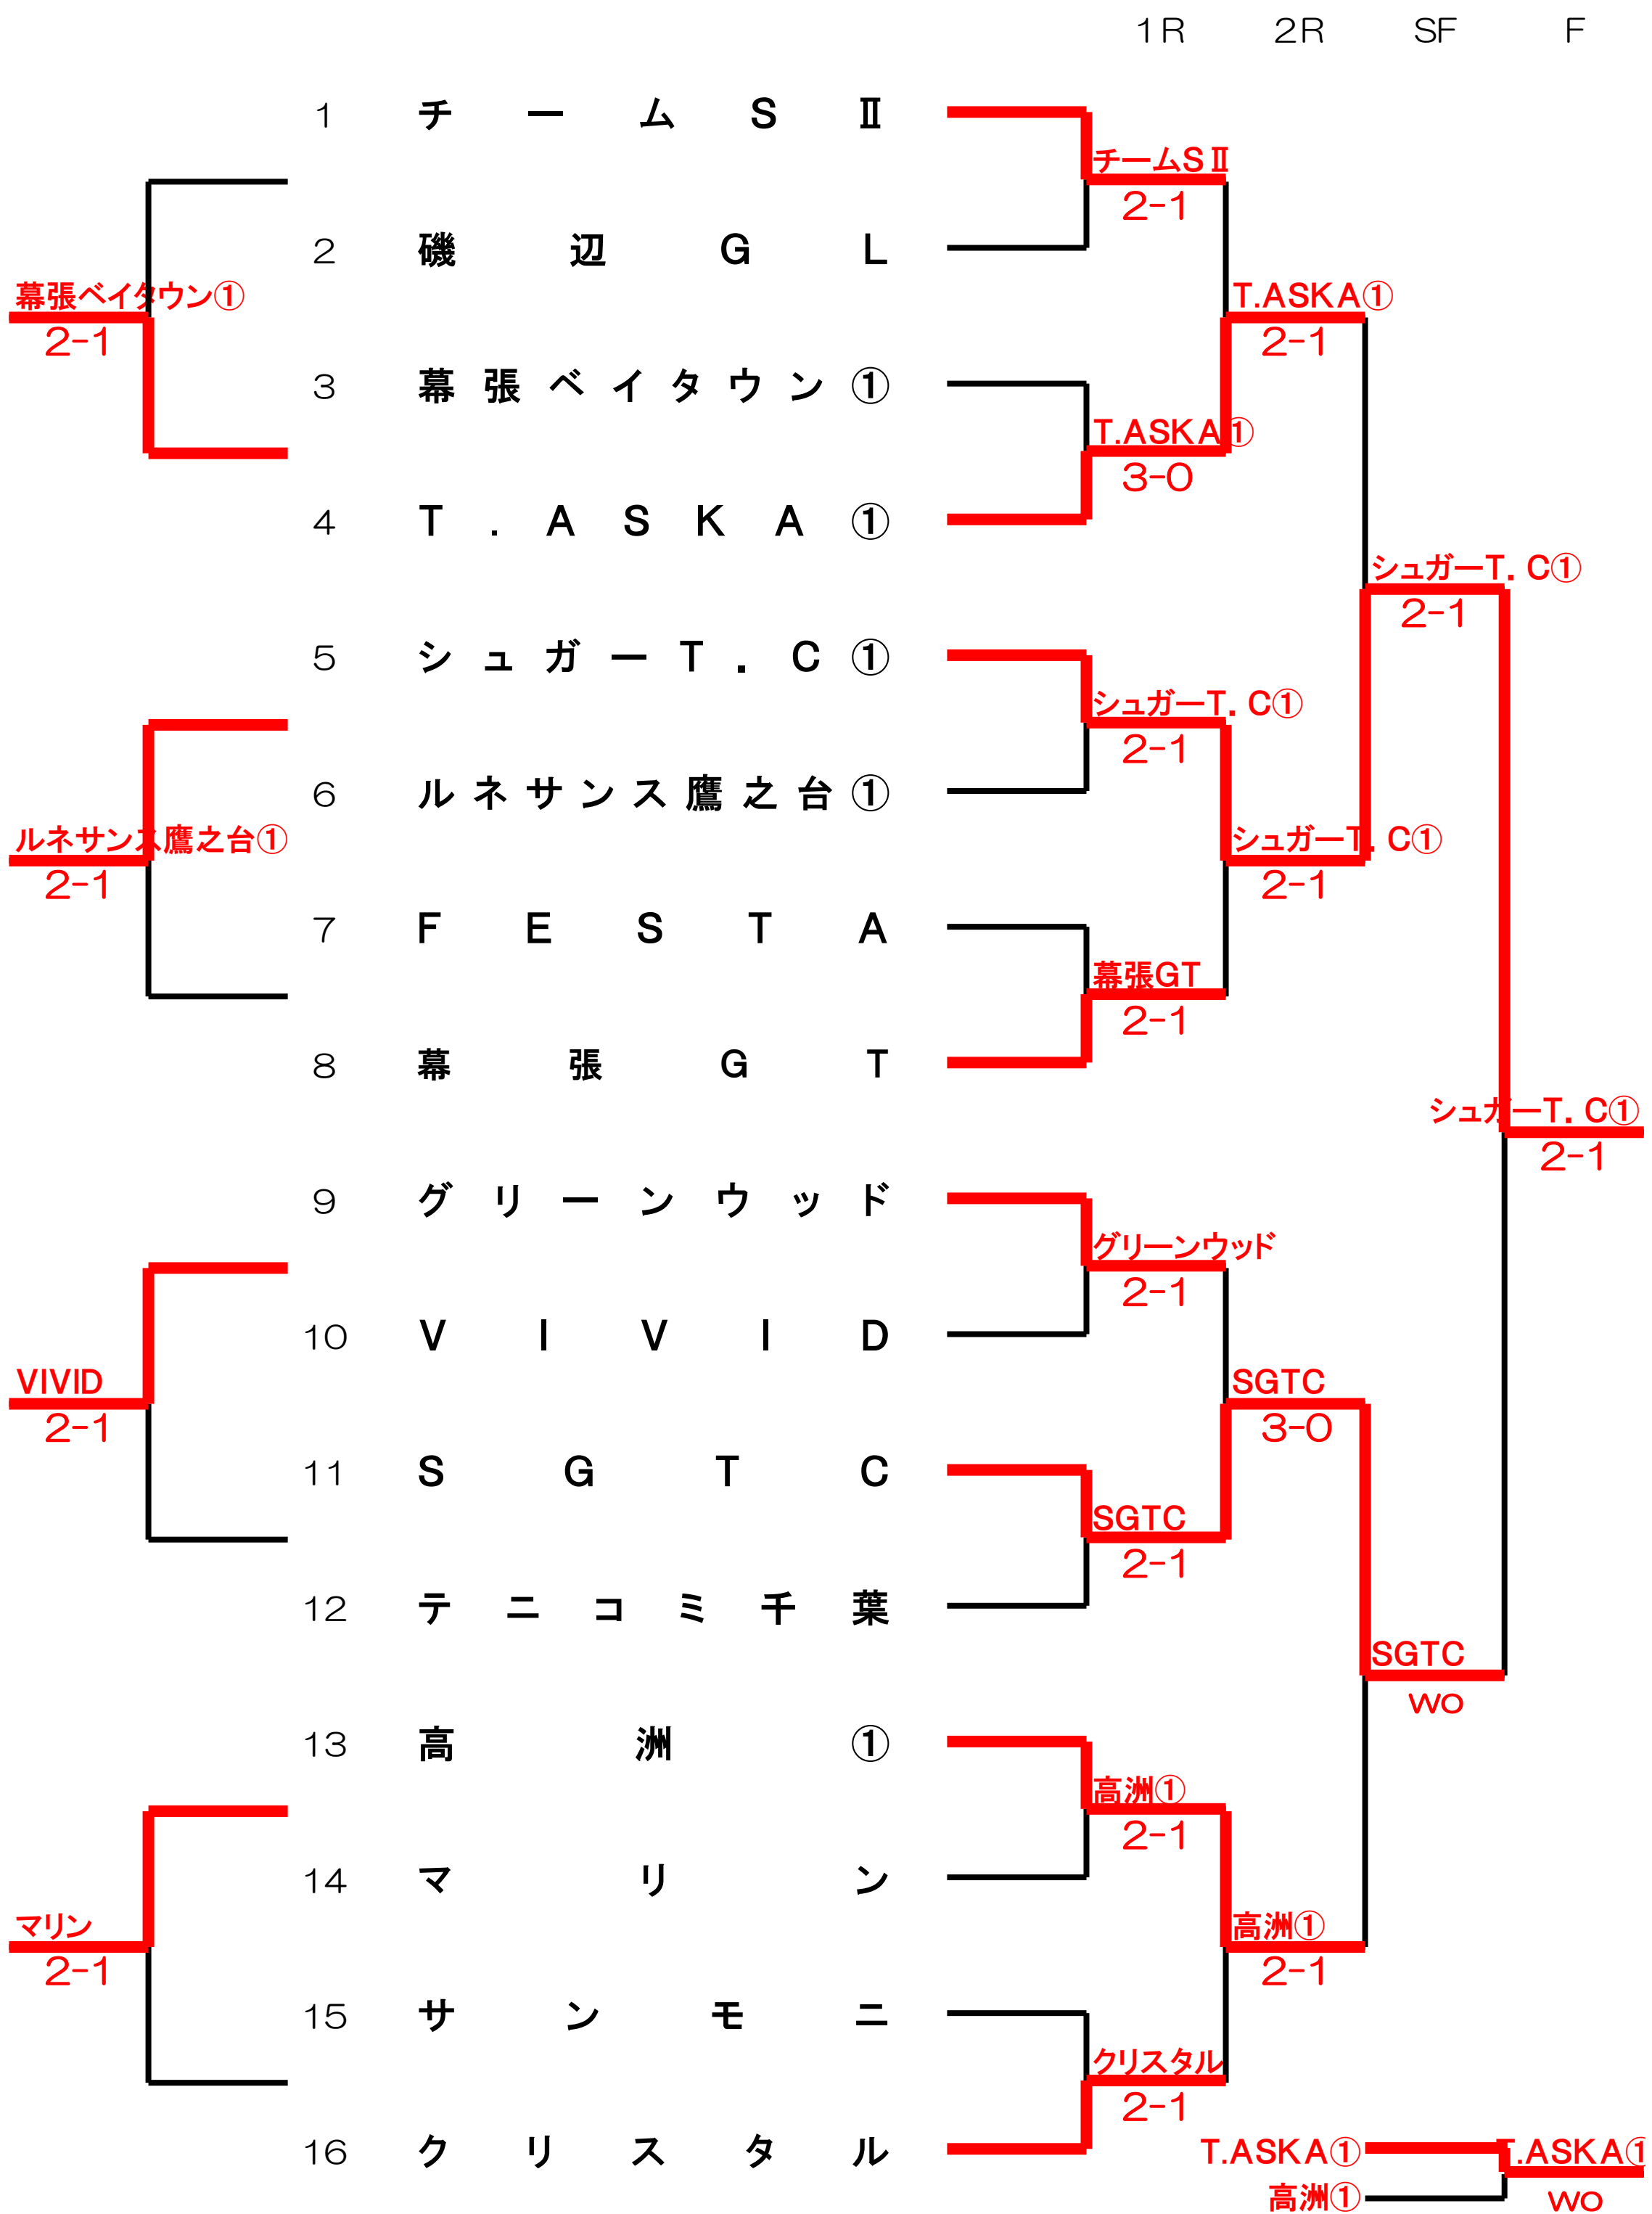 1R 2R SF F
1 チームSⅡ
チームSⅡ
2-1
2 磯辺GL
幕張ベイタウン①
2-1
T.ASKA①
2-1
3 幕張ベイタウン①
T.ASKA①
3-0
4 T.ASKA①
シュガーT.C①
2-1
5 シュガーT.C①
シュガーT.C①
2-1
6 ルネサンス鷹之台①
ルネサンス鷹之台①
2-1
シュガーT.C①
2-1
7 FESTA
幕張GT
2-1
8 幕張GT
シュガーT.C①
2-1
9 グリーンウッド
グリーンウッド
2-1
10 VIVID
VIVID
2-1
SGTC
3-0
11 SGTC
SGTC
2-1
12 テニコミ千葉
SGTC
WO
13 高洲①
高洲①
2-1
14 マリン
マリン
2-1
高洲①
2-1
15 サンモニ
クリスタル
2-1
16 クリスタル
T.ASKA① T.ASKA①
高洲① WO